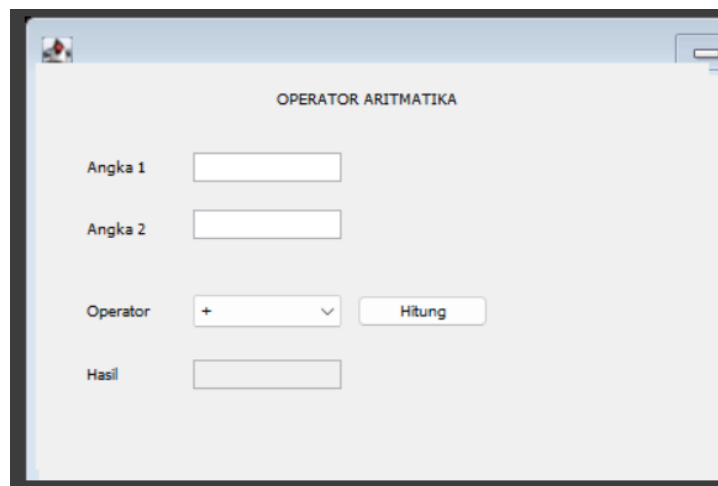 OPERATOR ARITMATIKA
Angka 1
Angka 2
Operator + Hitung
Hasil